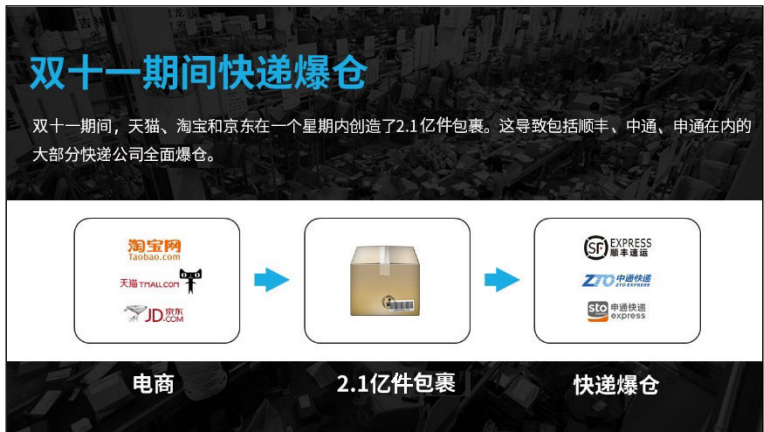 双十一期间快递爆仓
双十一期间，天猫、淘宝和京东在一个星期内创造了2.1亿件包裹。这导致包括顺丰、中通、申通在内的
大部分快递公司全面爆仓。
淘宝网
Taobao.com
天猫 TMALL.COM
JD.COM 京东
SF EXPRESS
顺丰速运
ZTO 中通快递
ZTO EXPRESS
sto 申通快递
express
电商
2.1亿件包裹
快递爆仓